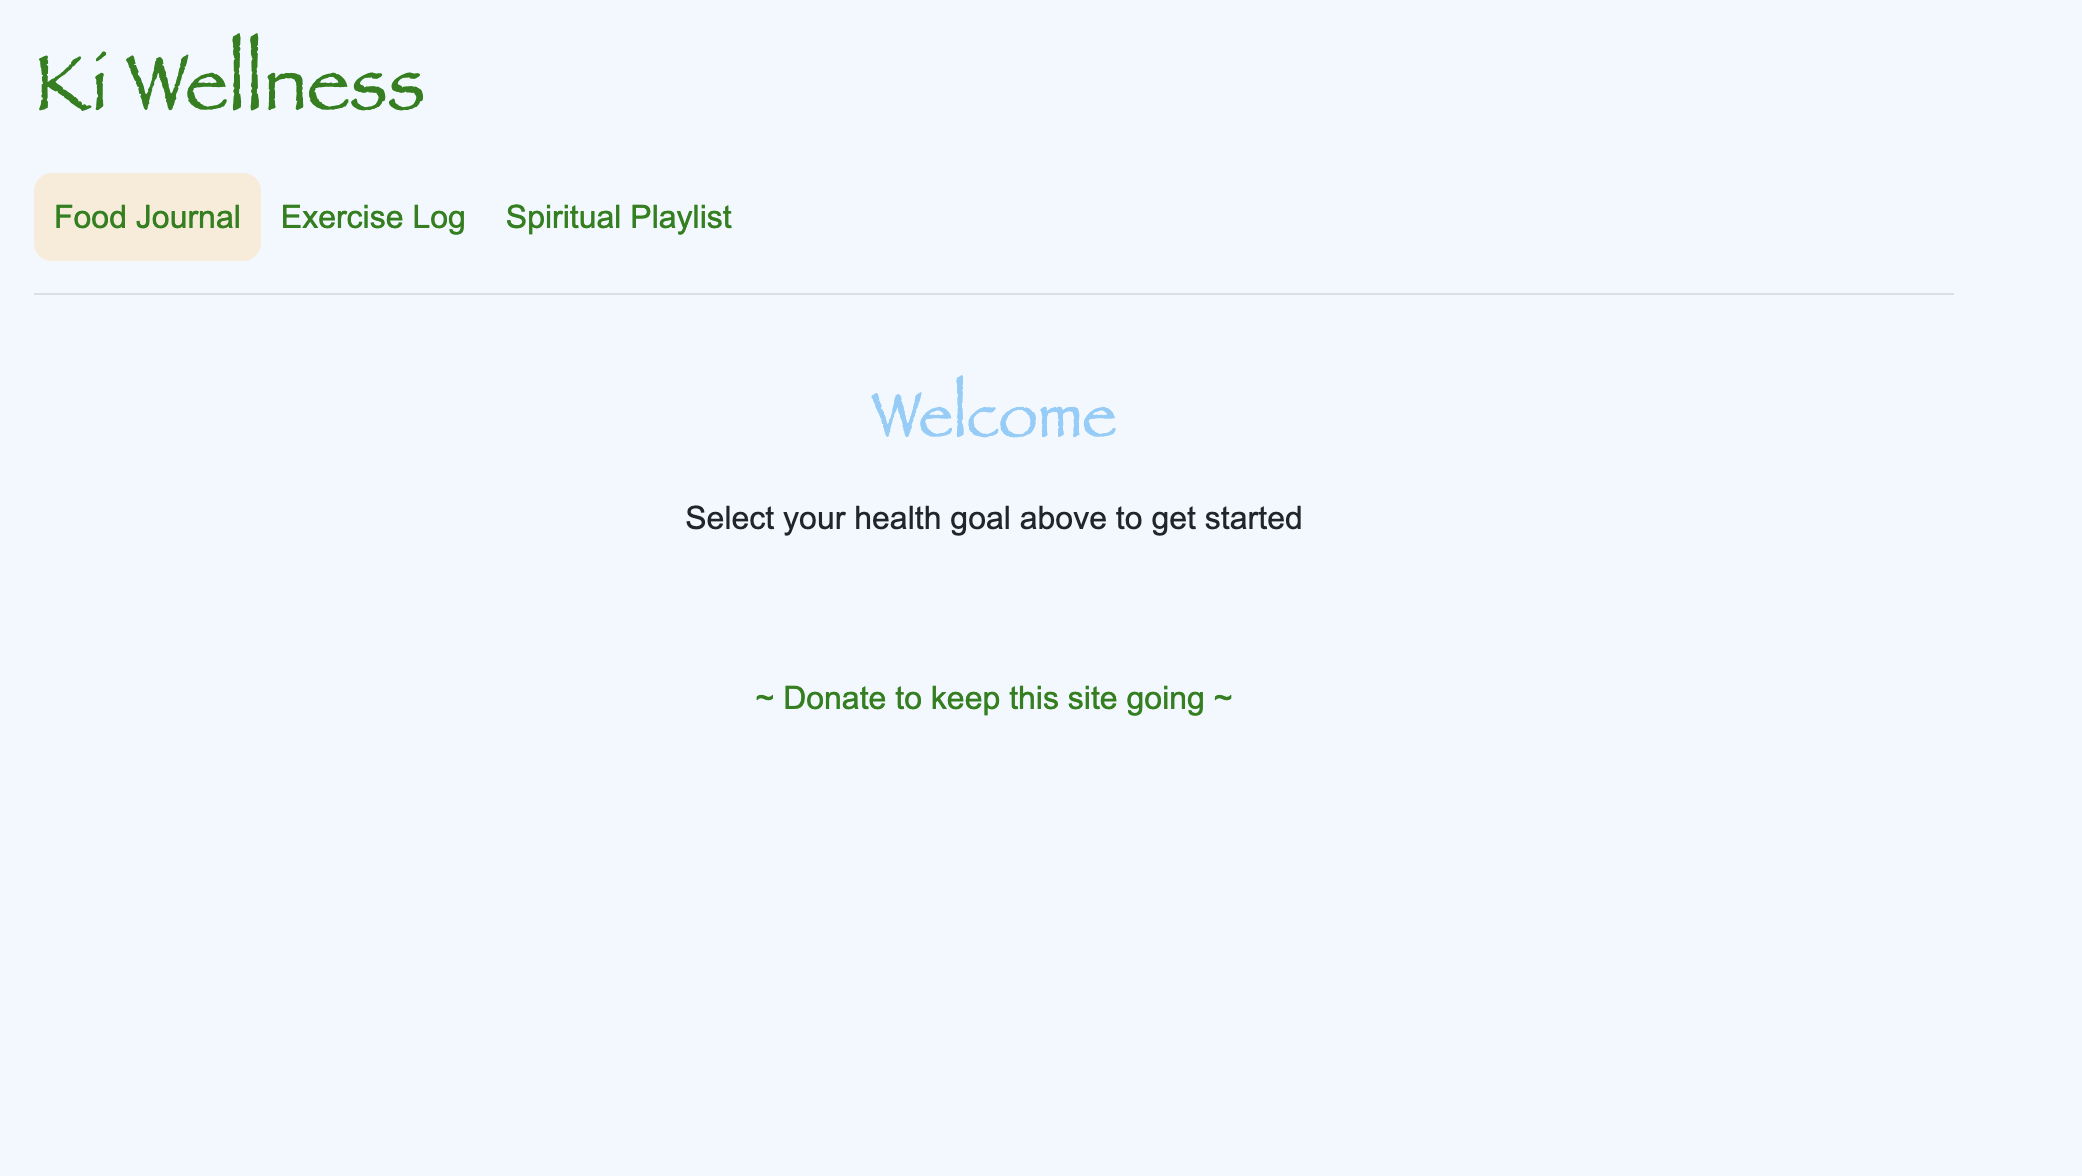 Ki Wellness
Food Journal Exercise Log Spiritual Playlist
Welcome
Select your health goal above to get started
~ Donate to keep this site going ~